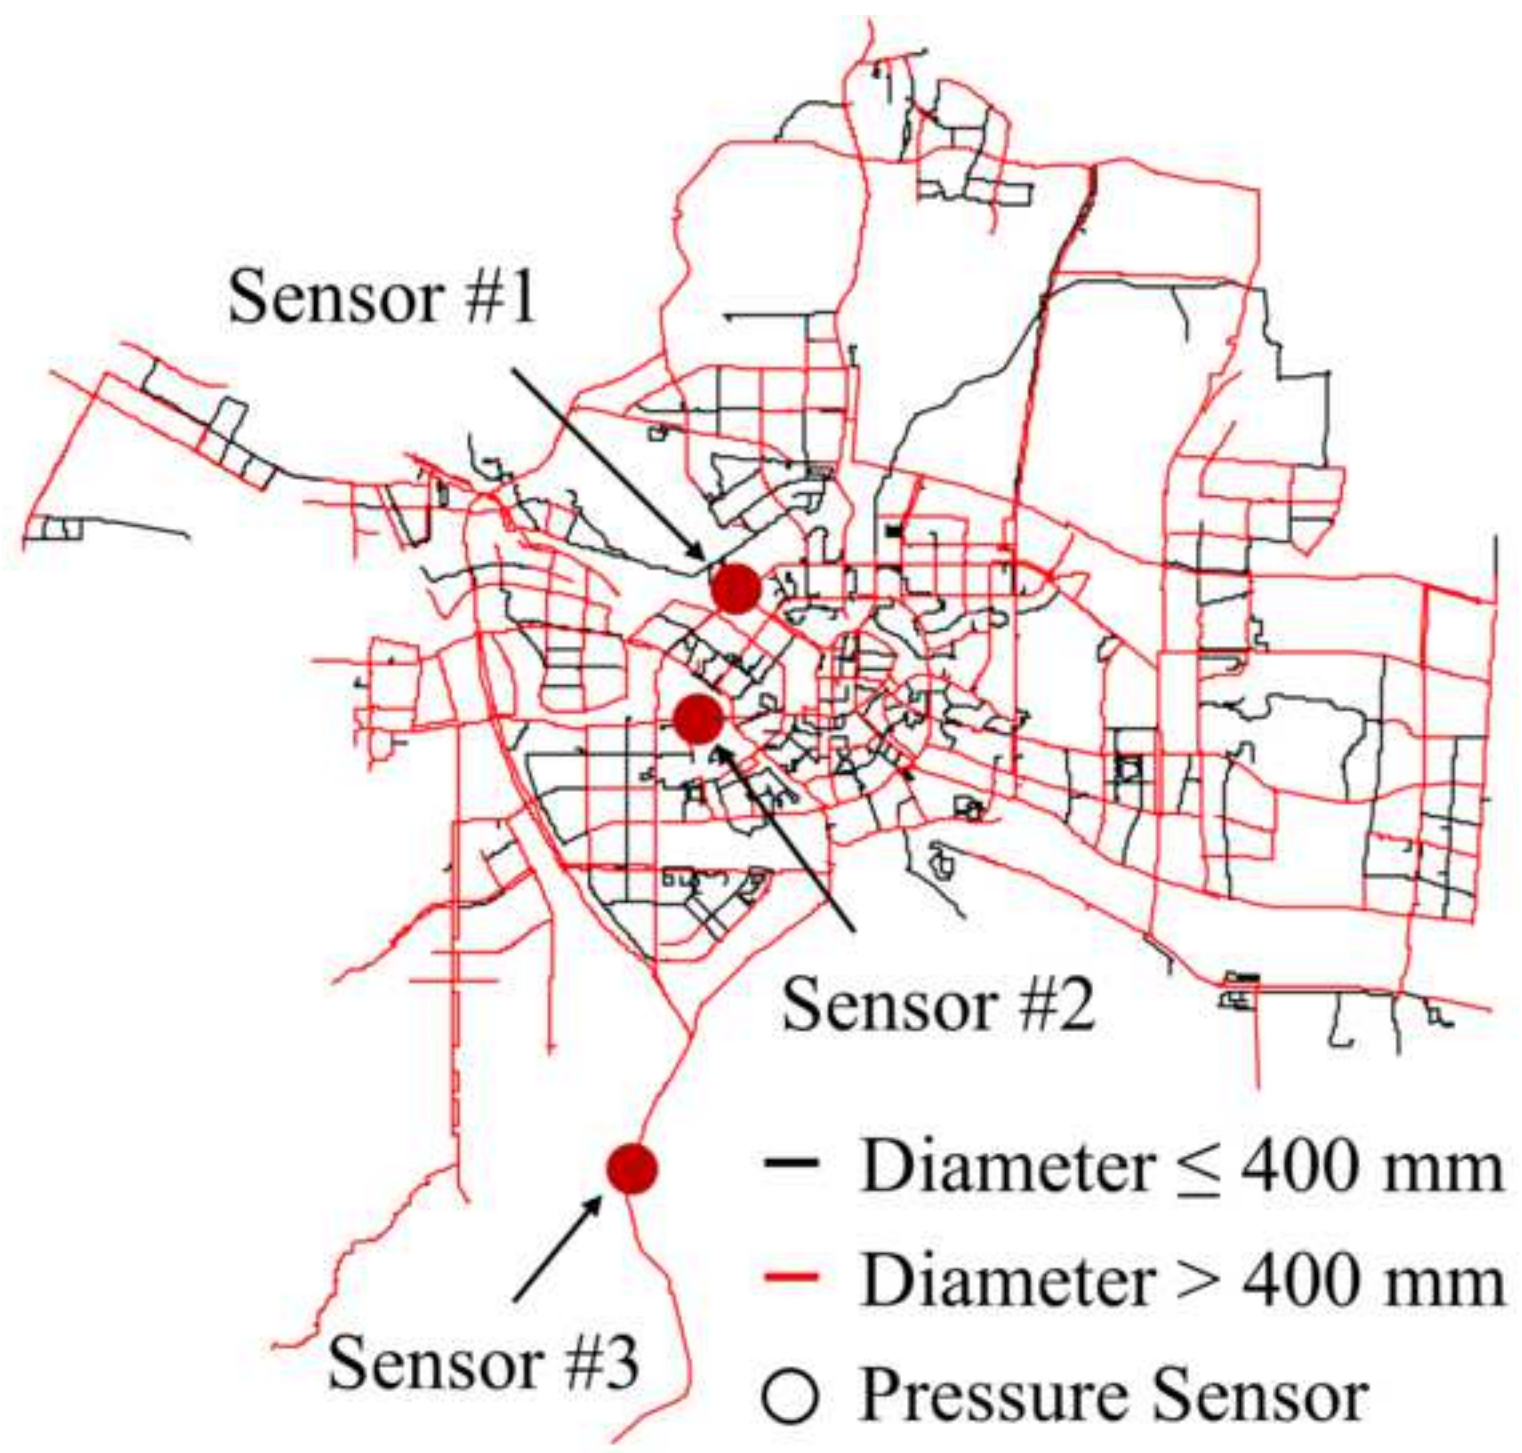 Sensor #1
Sensor #2
Diameter ≤ 400 mm
Diameter > 400 mm
Sensor #3
Pressure Sensor